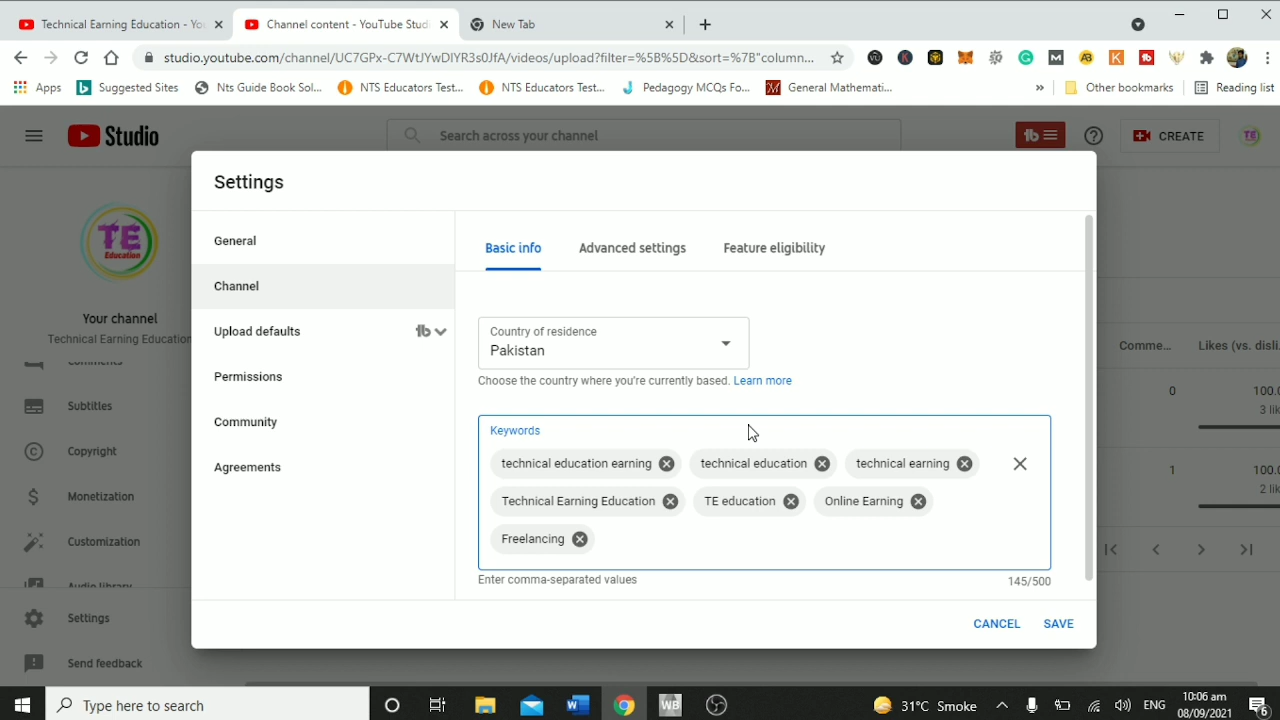 Technical Earning Education - Yo
Channel content - YouTube Stud
New Tab
studio.youtube.com/channel/UC7GPx-C7WtJYwDIYR3s0JfA/videos/upload?filter=%5B%5D&sort=%7B"column...
Apps
Suggested Sites
Nts Guide Book Sol...
NTS Educators Test...
NTS Educators Test...
Pedagogy MCQs Fo...
General Mathemati...
»
Other bookmarks
Reading list
Studio
Search across your channel
CREATE
TE
Settings
TE
Education
Your channel
Technical Earning Education
Comments
Subtitles
Copyright
Monetization
Customization
Audio library
Settings
Send feedback
General
Channel
Upload defaults
Permissions
Community
Agreements
Basic info
Advanced settings
Feature eligibility
Country of residence
Pakistan
Choose the country where you're currently based. Learn more
Keywords
technical education earning
technical education
technical earning
Technical Earning Education
TE education
Online Earning
Freelancing
Enter comma-separated values
145/500
CANCEL
SAVE
Comme...
Likes (vs. disli
0
100.0
3 lik
1
100.0
2 lik
Type here to search
31°C Smoke
ENG
10:06 am
08/09/2021
6